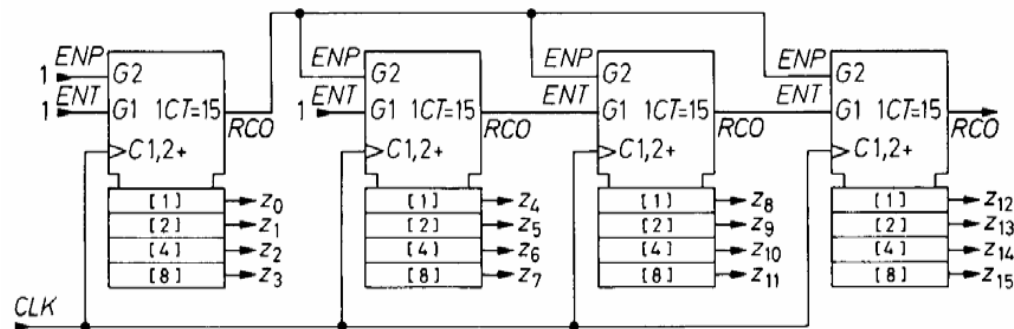 ENP ENP ENP ENP
1 G2 G2 G2 G2
ENT ENT ENT ENT
1 G1 1CT=15 1 G1 1CT=15 G1 1CT=15 G1 1CT=15
RCO RCO RCO RCO
C1,2+ C1,2+ C1,2+ C1,2+
[1] z0 [1] z4 [1] z8 [1] z12
[2] z1 [2] z5 [2] z9 [2] z13
[4] z2 [4] z6 [4] z10 [4] z14
[8] z3 [8] z7 [8] z11 [8] z15
CLK